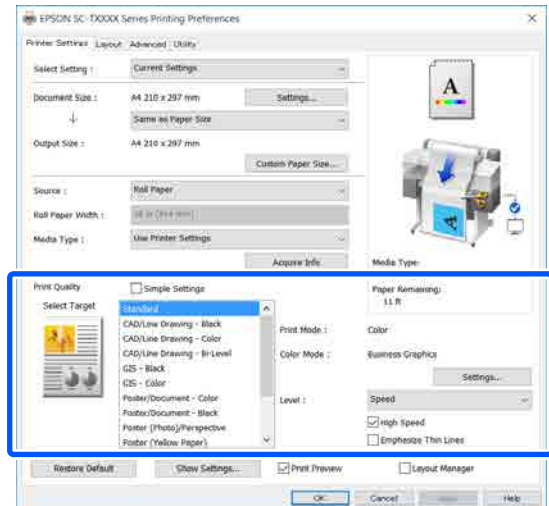 EPSON SC-TXXXX Series Printing Preferences
Printer Settings Layout Advanced Utility
Select Setting : Current Settings
Document Size : A4 210 x 297 mm Settings...
Same as Paper Size
Output Size : A4 210 x 297 mm
Custom Paper Size...
Source : Roll Paper
Roll Paper Width :
Media Type : Use Printer Settings
Acquire Info Media Type:
Print Quality Simple Settings Paper Remaining:
Select Target Standard 11 ft
CAD/Line Drawing - Black Print Mode : Color
CAD/Line Drawing - Color
CAD/Line Drawing - Bi-Level Color Mode : Business Graphics
GIS - Black
GIS - Color Settings...
Poster/Document - Color Level : Speed
Poster/Document - Black
Poster (Photo)/Perspective High Speed
Poster (Yellow Paper) Emphasize Thin Lines
Restore Default Show Settings... Print Preview Layout Manager
OK Cancel Help
A
A